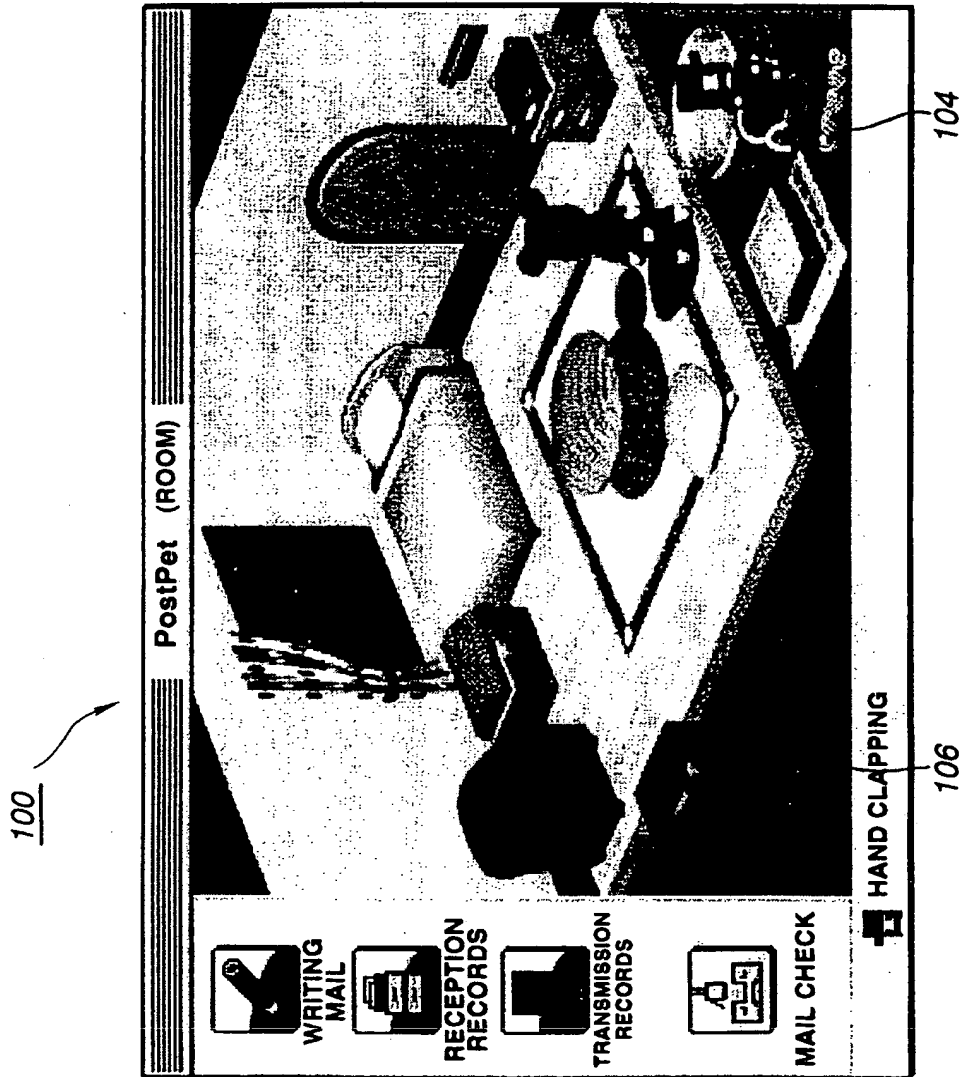 100
PostPet (ROOM)
WRITING
MAIL
RECEPTION
RECORDS
TRANSMISSION
RECORDS
MAIL CHECK
HAND CLAPPING
106
104